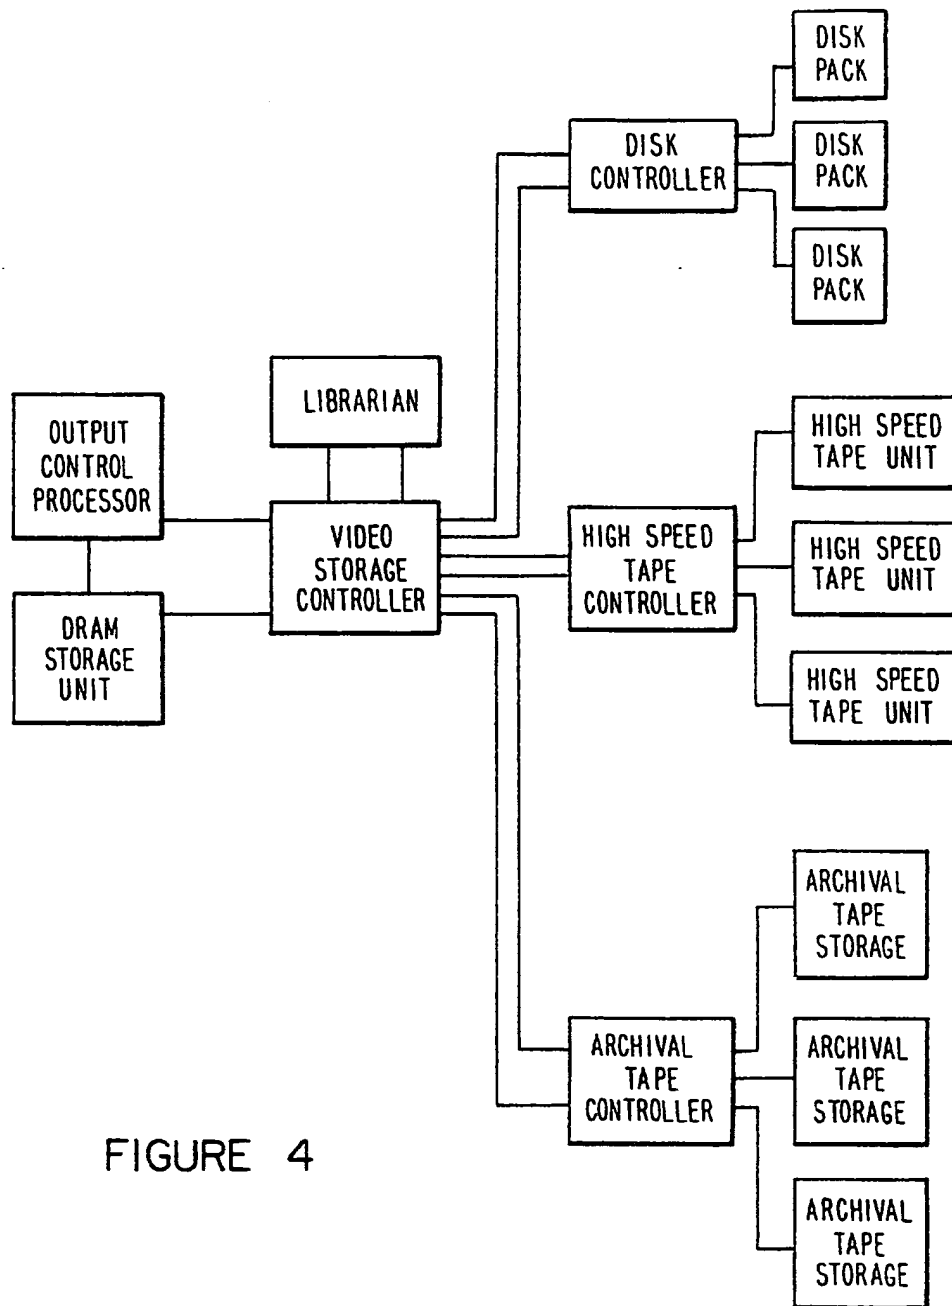 DISK
PACK
DISK
CONTROLLER
DISK
PACK
DISK
PACK
LIBRARIAN
OUTPUT
CONTROL
PROCESSOR
VIDEO
STORAGE
CONTROLLER
DRAM
STORAGE
UNIT
HIGH SPEED
TAPE
CONTROLLER
HIGH SPEED
TAPE UNIT
HIGH SPEED
TAPE UNIT
HIGH SPEED
TAPE UNIT
ARCHIVAL
TAPE
STORAGE
ARCHIVAL
TAPE
CONTROLLER
ARCHIVAL
TAPE
STORAGE
ARCHIVAL
TAPE
STORAGE
FIGURE 4